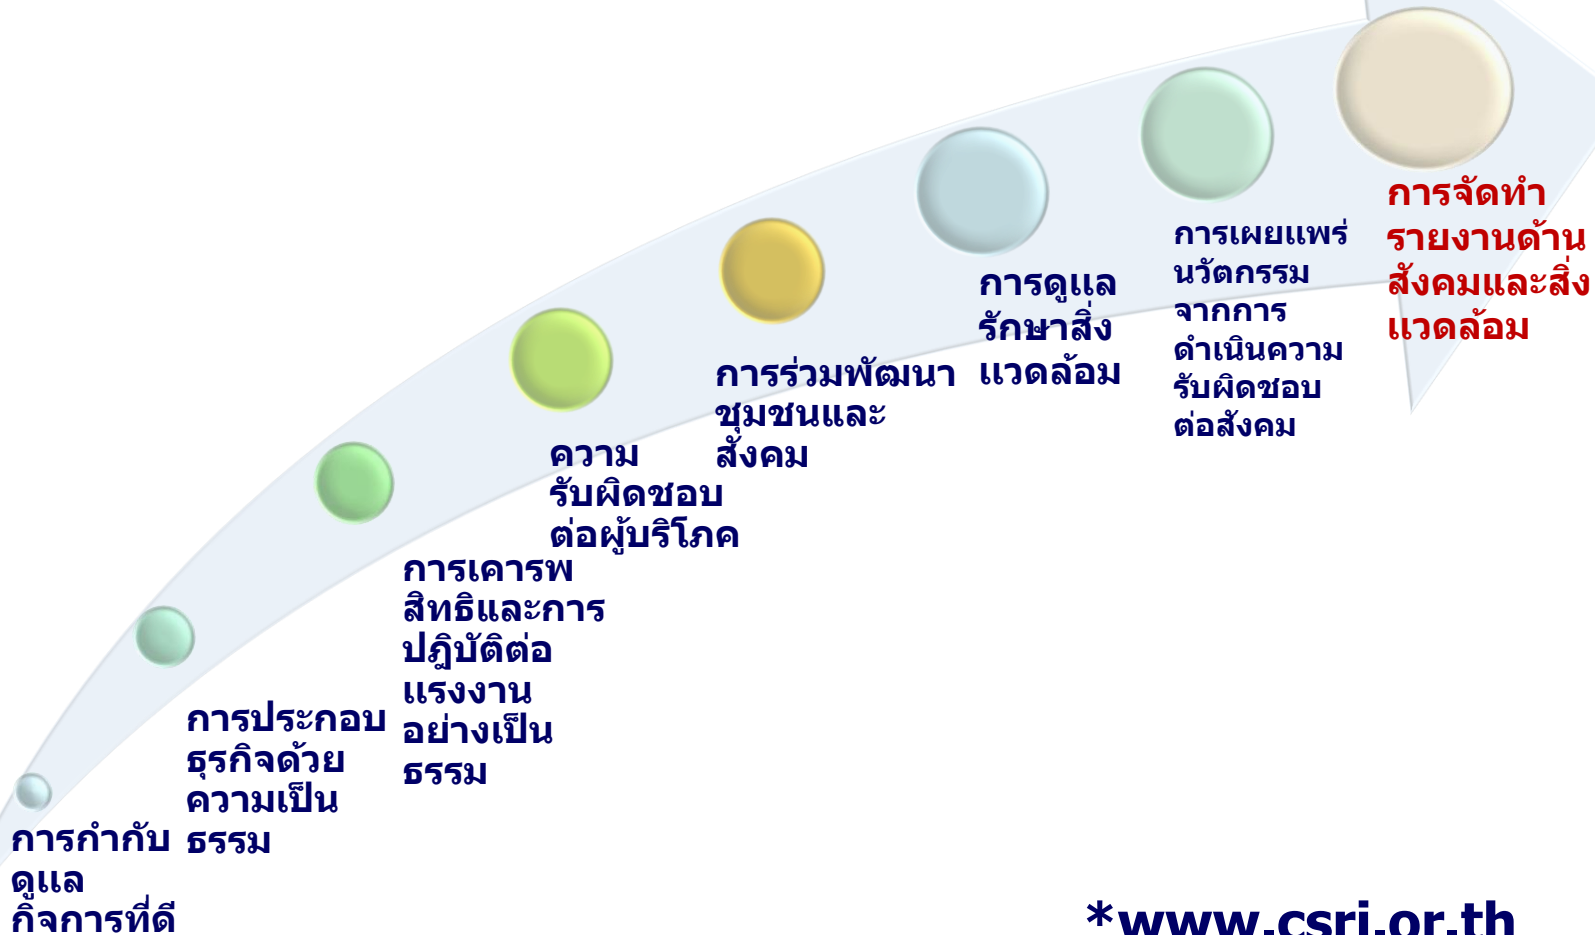 การกำกับ
ดูแล
กิจการที่ดี
การประกอบ
ธุรกิจด้วย
ความเป็น
ธรรม
การเคารพ
สิทธิและการ
ปฎิบัติต่อ
แรงงาน
อย่างเป็น
ธรรม
ความ
รับผิดชอบ
ต่อผู้บริโภค
การร่วมพัฒนา
ชุมชนและ
สังคม
การดูแล
รักษาสิ่ง
แวดล้อม
การเผยแพร่
นวัตกรรม
จากการ
ดำเนินความ
รับผิดชอบ
ต่อสังคม
การจัดทำ
รายงานด้าน
สังคมและสิ่ง
แวดล้อม
*www.csri.or.th